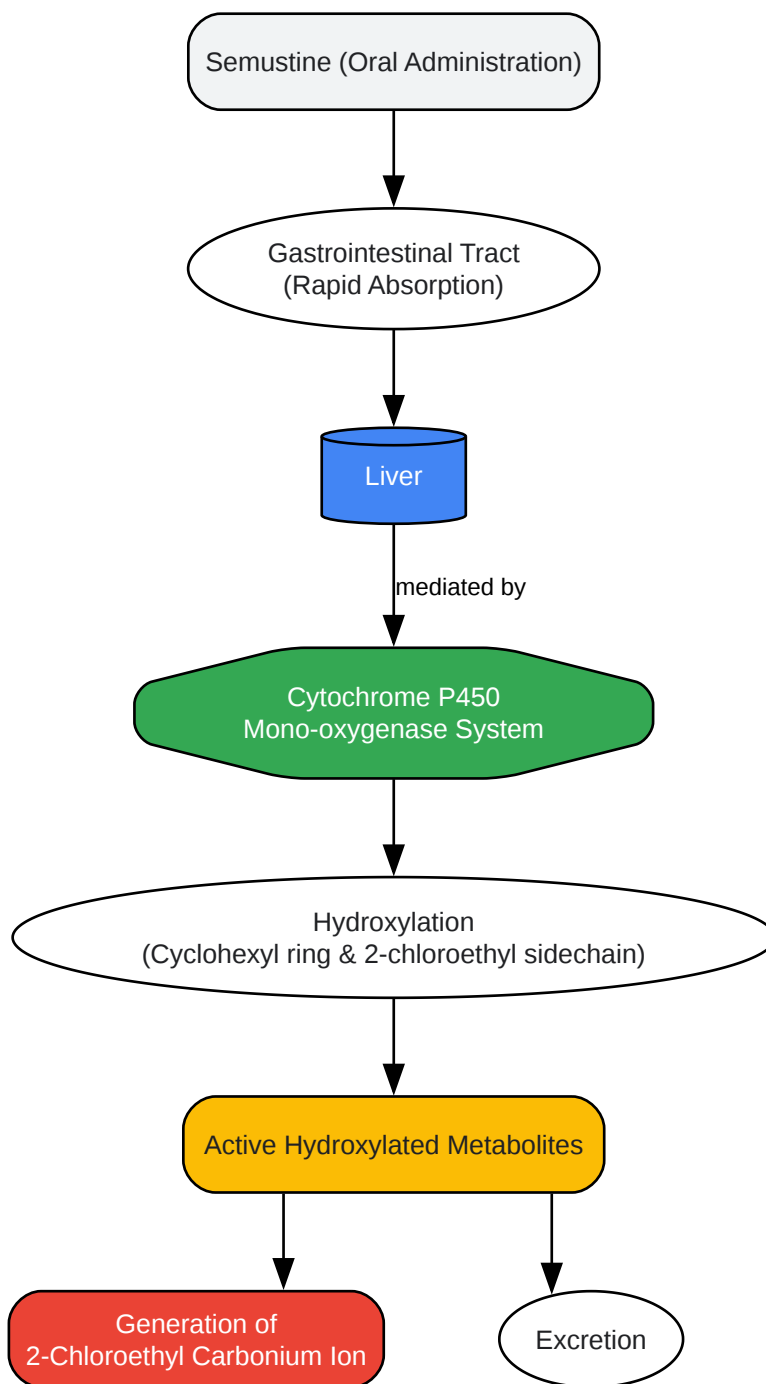 Semustine (Oral Administration)
Gastrointestinal Tract
(Rapid Absorption)
Liver
mediated by
Cytochrome P450
Mono-oxygenase System
Hydroxylation
(Cyclohexyl ring & 2-chloroethyl sidechain)
Active Hydroxylated Metabolites
Generation of
2-Chloroethyl Carbonium Ion
Excretion